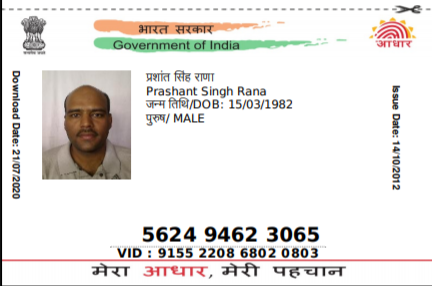 भारत सरकार
Government of India
आधार
Download Date: 21/07/2020
प्रशांत सिंह राणा
Prashant Singh Rana
जन्म तिथि/DOB: 15/03/1982
पुरुष/ MALE
Issue Date: 14/10/2012
5624 9462 3065
VID : 9155 2208 6802 0803
मेरा आधार, मेरी पहचान